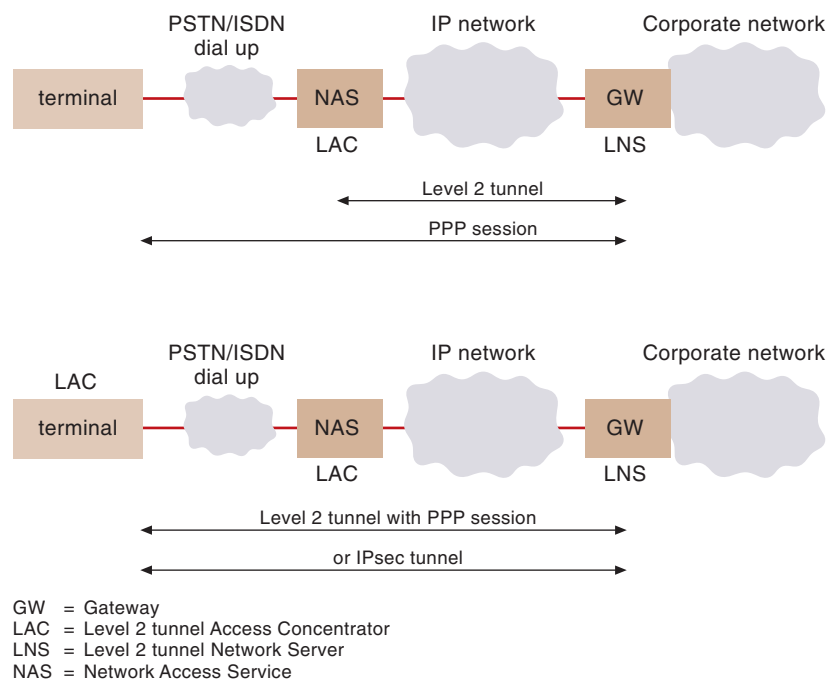 PSTN/ISDN
dial up
IP network
Corporate network
terminal
NAS
GW
LAC
LNS
Level 2 tunnel
PPP session
PSTN/ISDN
dial up
IP network
Corporate network
LAC
terminal
NAS
GW
LAC
LNS
Level 2 tunnel with PPP session
or IPsec tunnel
GW = Gateway
LAC = Level 2 tunnel Access Concentrator
LNS = Level 2 tunnel Network Server
NAS = Network Access Service